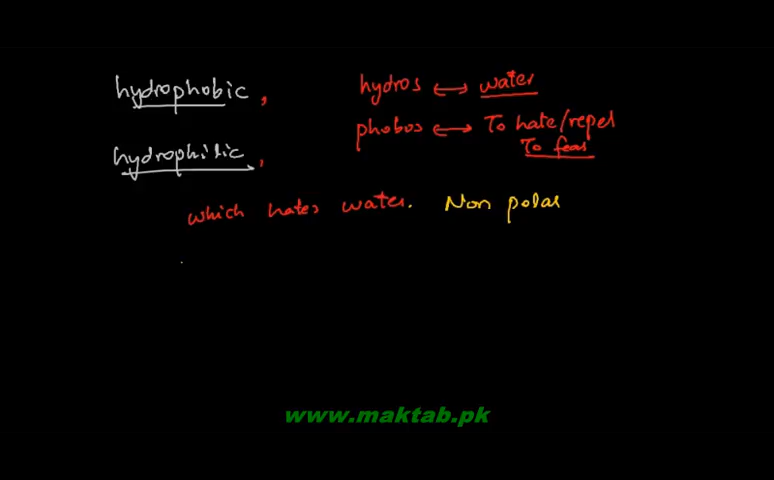 hydrophobic, hydros ⟷ water
phobos ⟷ To hate/repel
To fear
hydrophilic,
which hates water. Non polar
www.maktab.pk